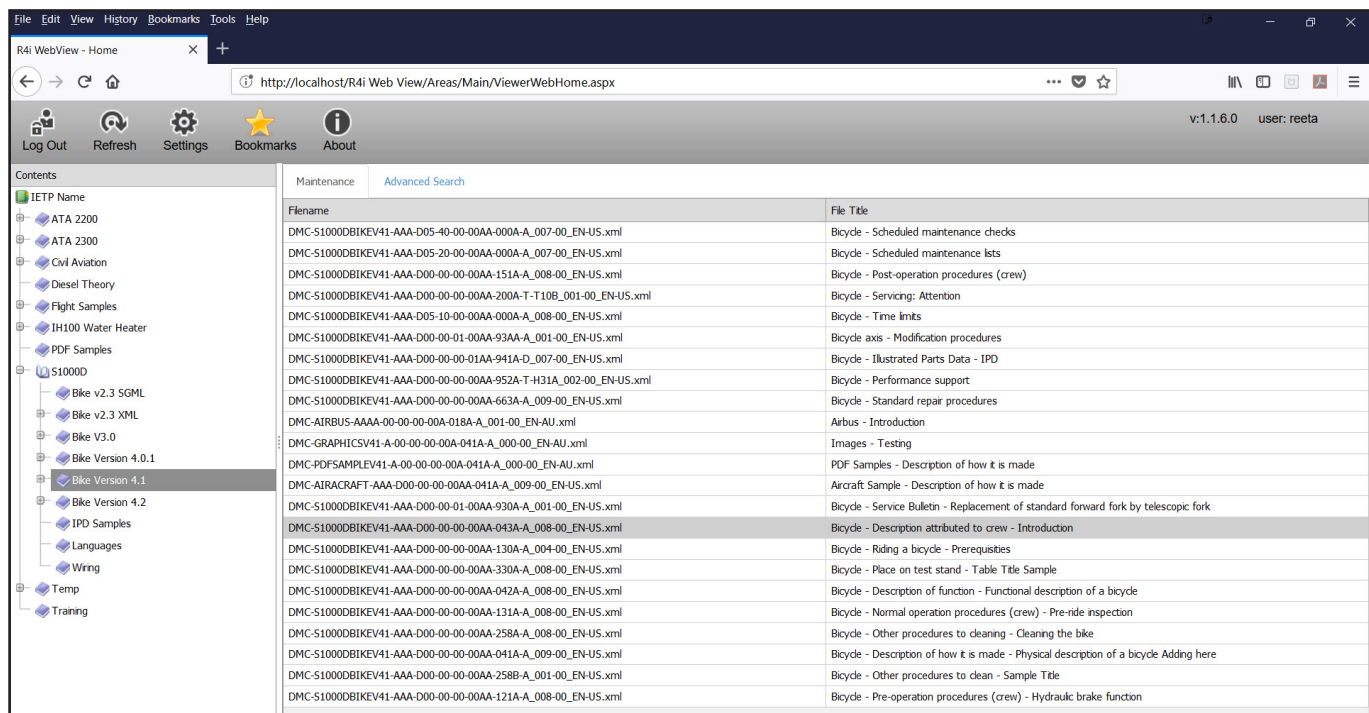 File Edit View History Bookmarks Tools Help
R4i WebView - Home
http://localhost/R4i Web View/Areas/Main/ViewerWebHome.aspx
Log Out Refresh Settings Bookmarks About v:1.1.6.0 user: reeta
Contents
IETP Name
ATA 2200
ATA 2300
Civil Aviation
Diesel Theory
Flight Samples
IH100 Water Heater
PDF Samples
S1000D
Bike v2.3 SGML
Bike v2.3 XML
Bike V3.0
Bike Version 4.0.1
Bike Version 4.1
Bike Version 4.2
IPD Samples
Languages
Wiring
Temp
Training
Maintenance Advanced Search
Filename File Title
DMC-S1000DBIKEV41-AAA-D05-40-00-00AA-000A-A_007-00_EN-US.xml Bicycle - Scheduled maintenance checks
DMC-S1000DBIKEV41-AAA-D05-20-00-00AA-000A-A_007-00_EN-US.xml Bicycle - Scheduled maintenance lists
DMC-S1000DBIKEV41-AAA-D00-00-00-00AA-151A-A_008-00_EN-US.xml Bicycle - Post-operation procedures (crew)
DMC-S1000DBIKEV41-AAA-D00-00-00-00AA-200A-T-T10B_001-00_EN-US.xml Bicycle - Servicing: Attention
DMC-S1000DBIKEV41-AAA-D05-10-00-00AA-000A-A_008-00_EN-US.xml Bicycle - Time limits
DMC-S1000DBIKEV41-AAA-D00-00-01-00AA-93AA-A_001-00_EN-US.xml Bicycle axis - Modification procedures
DMC-S1000DBIKEV41-AAA-D00-00-00-01AA-941A-D_007-00_EN-US.xml Bicycle - Illustrated Parts Data - IPD
DMC-S1000DBIKEV41-AAA-D00-00-00-00AA-952A-T-H31A_002-00_EN-US.xml Bicycle - Performance support
DMC-S1000DBIKEV41-AAA-D00-00-00-00AA-663A-A_009-00_EN-US.xml Bicycle - Standard repair procedures
DMC-AIRBUS-AAAA-00-00-00-00A-018A-A_001-00_EN-AU.xml Airbus - Introduction
DMC-GRAPHICSV41-A-00-00-00-00A-041A-A_000-00_EN-AU.xml Images - Testing
DMC-PDFSAMPLEV41-A-00-00-00-00A-041A-A_000-00_EN-AU.xml PDF Samples - Description of how it is made
DMC-AIRACRAFT-AAA-D00-00-00-00AA-041A-A_009-00_EN-US.xml Aircraft Sample - Description of how it is made
DMC-S1000DBIKEV41-AAA-D00-00-01-00AA-930A-A_001-00_EN-US.xml Bicycle - Service Bulletin - Replacement of standard forward fork by telescopic fork
DMC-S1000DBIKEV41-AAA-D00-00-00-00AA-043A-A_008-00_EN-US.xml Bicycle - Description attributed to crew - Introduction
DMC-S1000DBIKEV41-AAA-D00-00-00-00AA-130A-A_004-00_EN-US.xml Bicycle - Riding a bicycle - Prerequisities
DMC-S1000DBIKEV41-AAA-D00-00-00-00AA-330A-A_008-00_EN-US.xml Bicycle - Place on test stand - Table Title Sample
DMC-S1000DBIKEV41-AAA-D00-00-00-00AA-042A-A_008-00_EN-US.xml Bicycle - Description of function - Functional description of a bicycle
DMC-S1000DBIKEV41-AAA-D00-00-00-00AA-131A-A_008-00_EN-US.xml Bicycle - Normal operation procedures (crew) - Pre-ride inspection
DMC-S1000DBIKEV41-AAA-D00-00-00-00AA-258A-A_008-00_EN-US.xml Bicycle - Other procedures to cleaning - Cleaning the bike
DMC-S1000DBIKEV41-AAA-D00-00-00-00AA-041A-A_009-00_EN-US.xml Bicycle - Description of how it is made - Physical description of a bicycle Adding here
DMC-S1000DBIKEV41-AAA-D00-00-00-00AA-258B-A_001-00_EN-US.xml Bicycle - Other procedures to clean - Sample Title
DMC-S1000DBIKEV41-AAA-D00-00-00-00AA-121A-A_008-00_EN-US.xml Bicycle - Pre-operation procedures (crew) - Hydraulic brake function